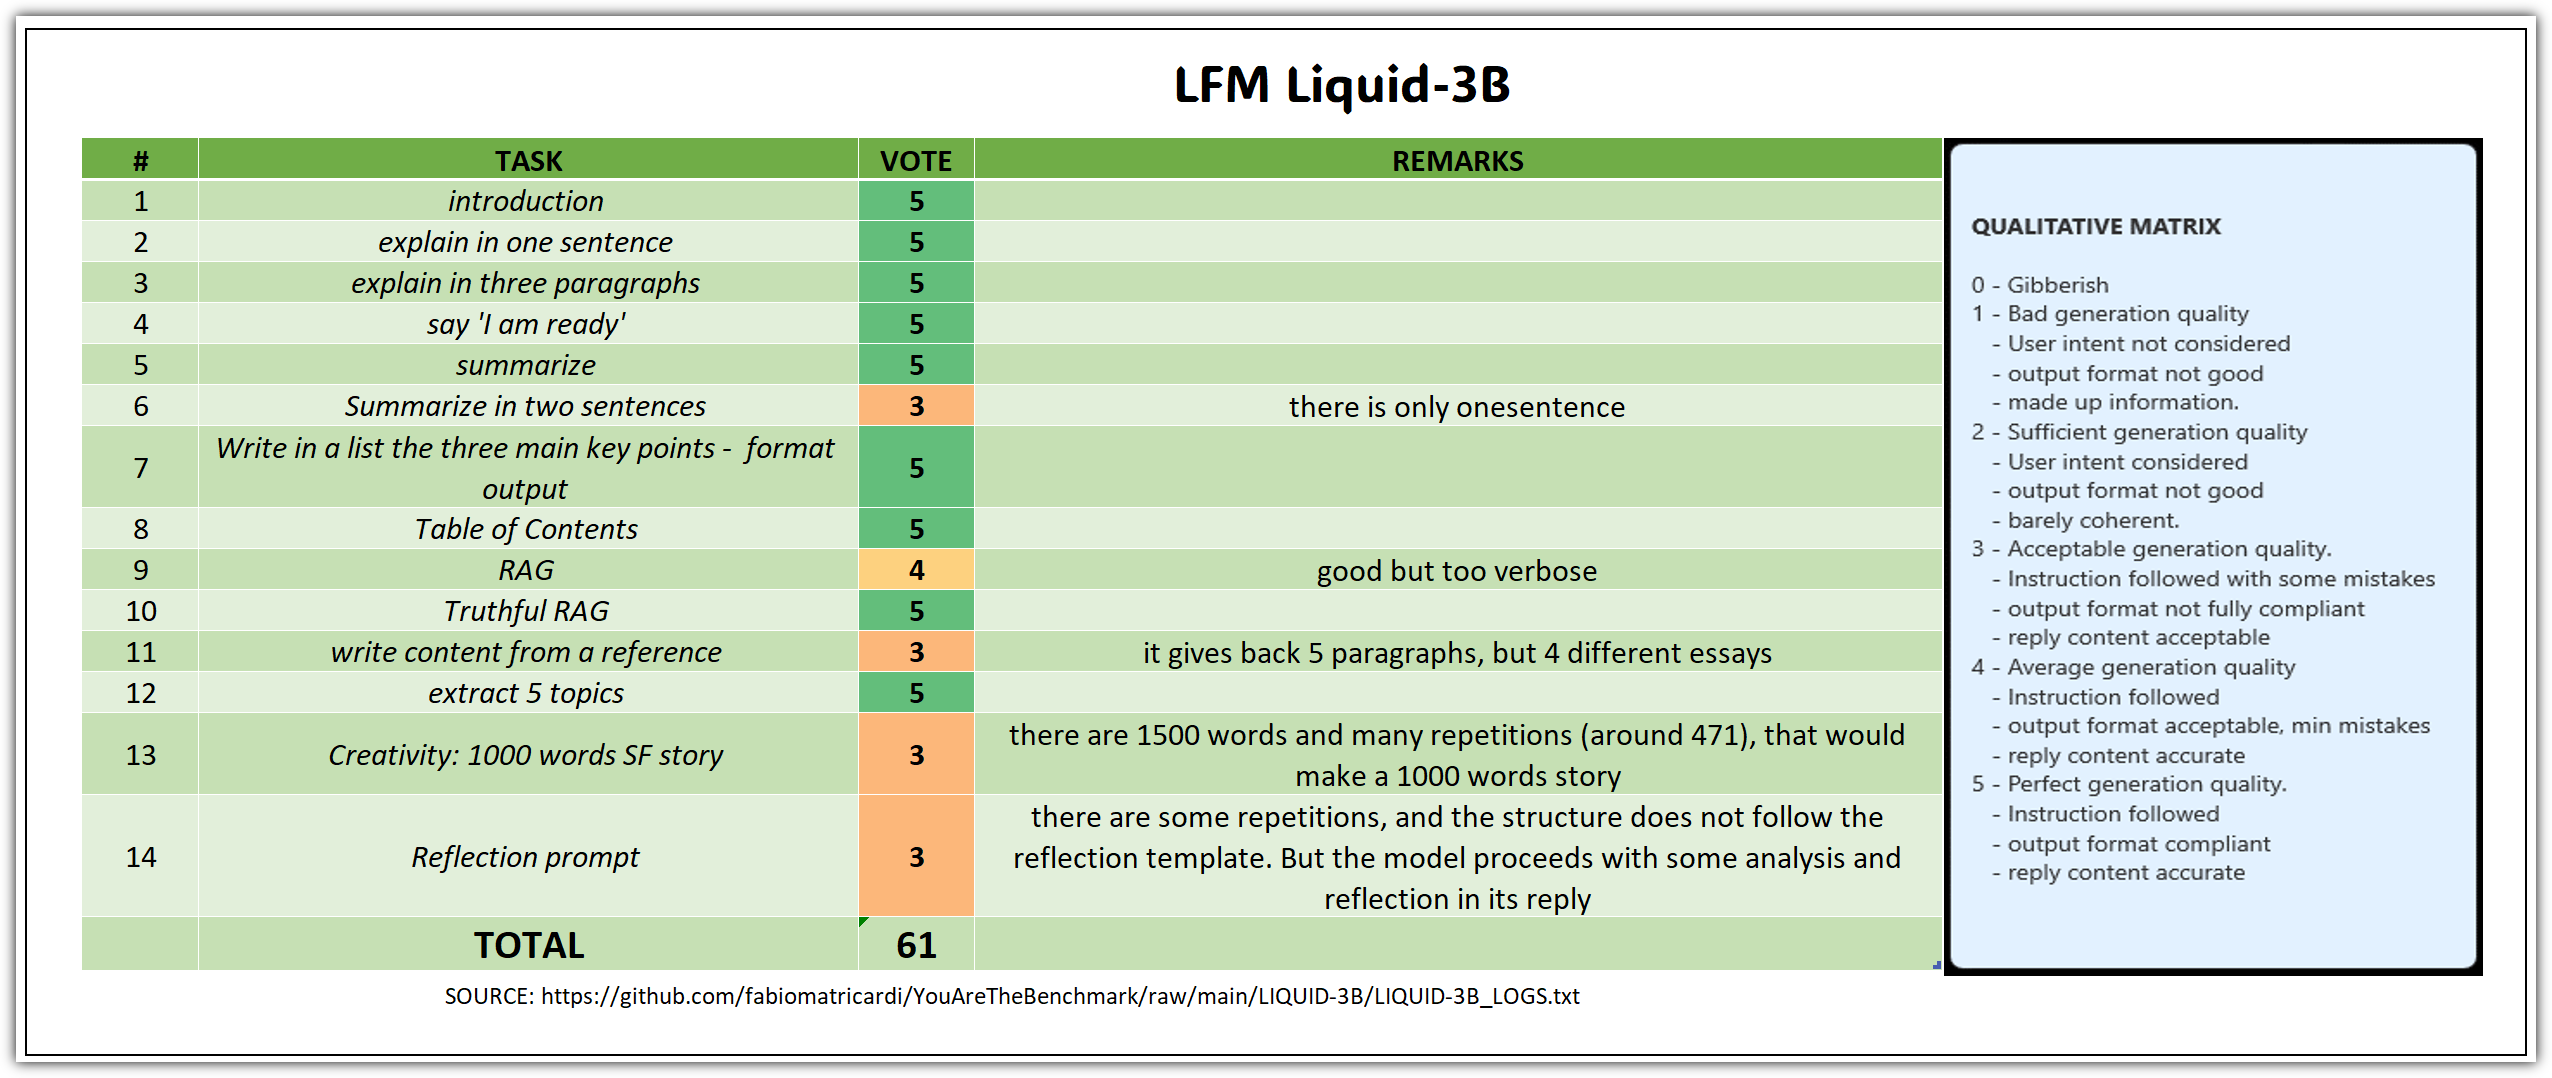 LFM Liquid-3B
# TASK VOTE REMARKS
1 introduction 5
2 explain in one sentence 5
3 explain in three paragraphs 5
4 say 'I am ready' 5
5 summarize 5
6 Summarize in two sentences 3 there is only onesentence
7 Write in a list the three main key points - format
output 5
8 Table of Contents 5
9 RAG 4 good but too verbose
10 Truthful RAG 5
11 write content from a reference 3 it gives back 5 paragraphs, but 4 different essays
12 extract 5 topics 5
13 Creativity: 1000 words SF story 3 there are 1500 words and many repetitions (around 471), that would
make a 1000 words story
14 Reflection prompt 3 there are some repetitions, and the structure does not follow the
reflection template. But the model proceeds with some analysis and
reflection in its reply
TOTAL 61
QUALITATIVE MATRIX
0 - Gibberish
1 - Bad generation quality
- User intent not considered
- output format not good
- made up information.
2 - Sufficient generation quality
- User intent considered
- output format not good
- barely coherent.
3 - Acceptable generation quality.
- Instruction followed with some mistakes
- output format not fully compliant
- reply content acceptable
4 - Average generation quality
- Instruction followed
- output format acceptable, min mistakes
- reply content accurate
5 - Perfect generation quality.
- Instruction followed
- output format compliant
- reply content accurate
SOURCE: https://github.com/fabiomatricardi/YouAreTheBenchmark/raw/main/LIQUID-3B/LIQUID-3B_LOGS.txt